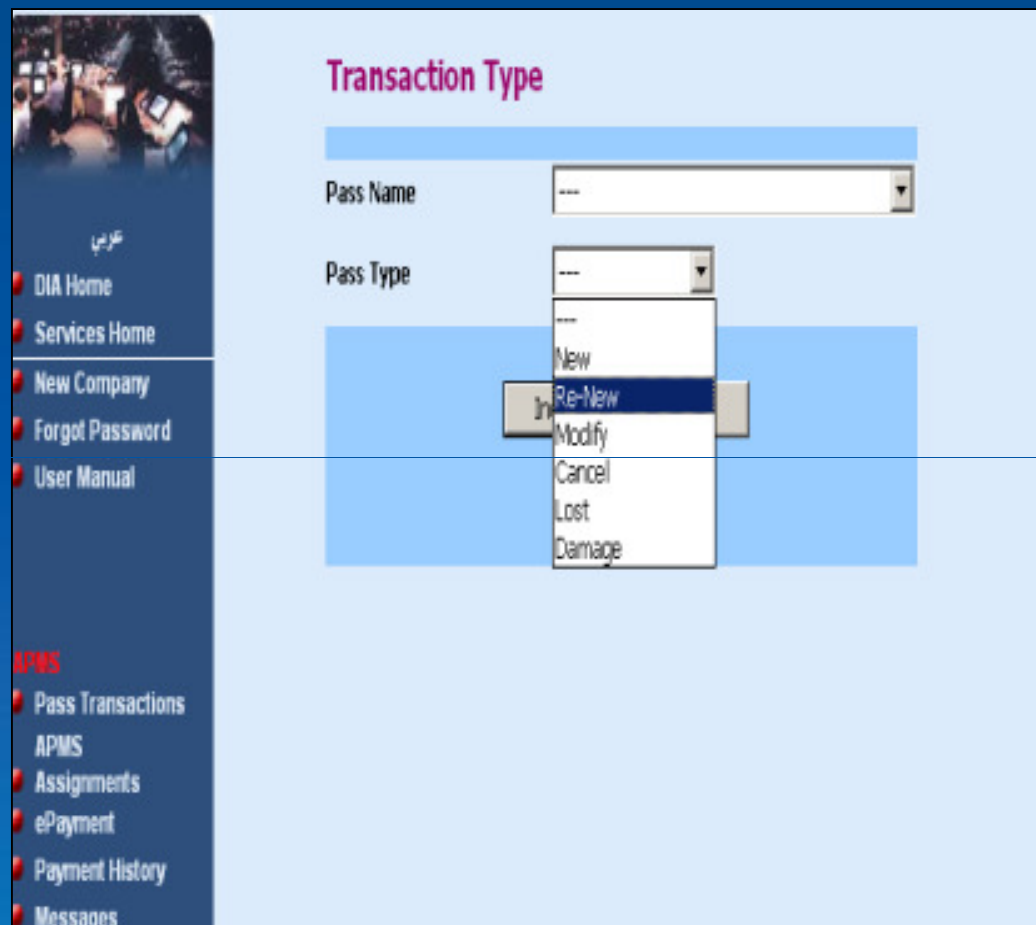 عربي
DIA Home
Services Home
New Company
Forgot Password
User Manual
APMS
Pass Transactions
APMS
Assignments
ePayment
Payment History
Messages
Transaction Type
Pass Name
---
Pass Type
---
---
New
Re-New
Modify
Cancel
Lost
Damage